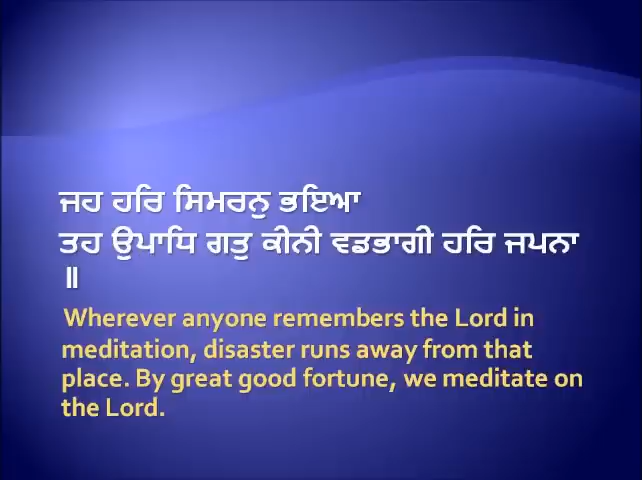 ਜਹ ਹਰਿ ਸਿਮਰਨੁ ਭਇਆ
ਤਹ ਉਪਾਧਿ ਗਤੁ ਕੀਨੀ ਵਡਭਾਗੀ ਹਰਿ ਜਪਨਾ
॥
Wherever anyone remembers the Lord in
meditation, disaster runs away from that
place. By great good fortune, we meditate on
the Lord.